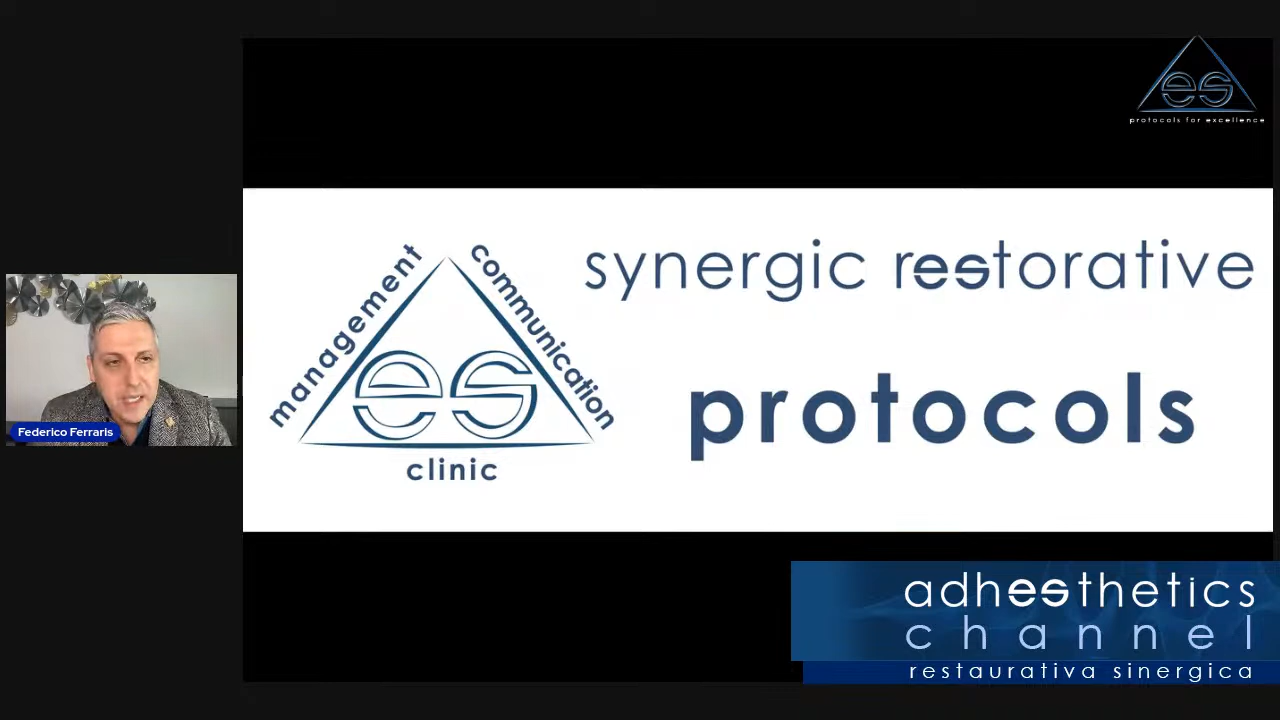 es
protocols for excellence
management
communication
es
clinic
synergic restorative
protocols
Federico Ferraris
adhesthetics
channel
restaurativa sinergica